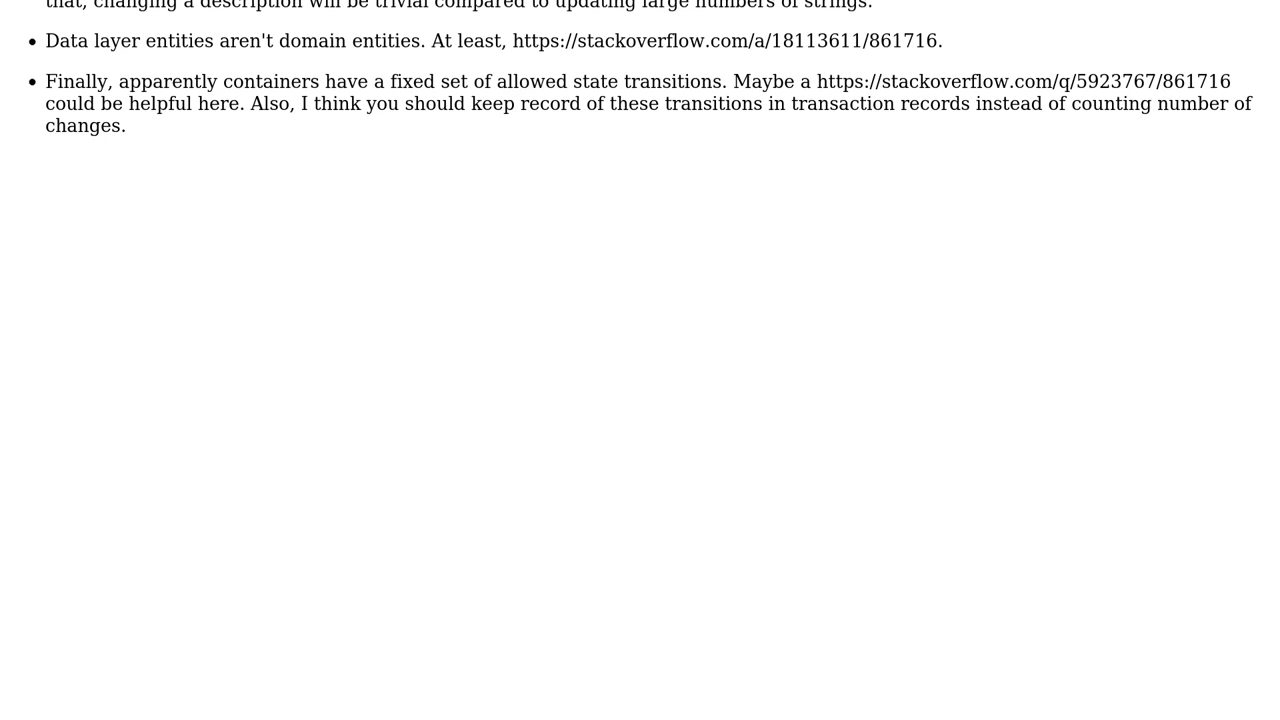 that, changing a description will be trivial compared to updating large numbers of strings.
• Data layer entities aren't domain entities. At least, https://stackoverflow.com/a/18113611/861716.
• Finally, apparently containers have a fixed set of allowed state transitions. Maybe a https://stackoverflow.com/q/5923767/861716
could be helpful here. Also, I think you should keep record of these transitions in transaction records instead of counting number of
changes.